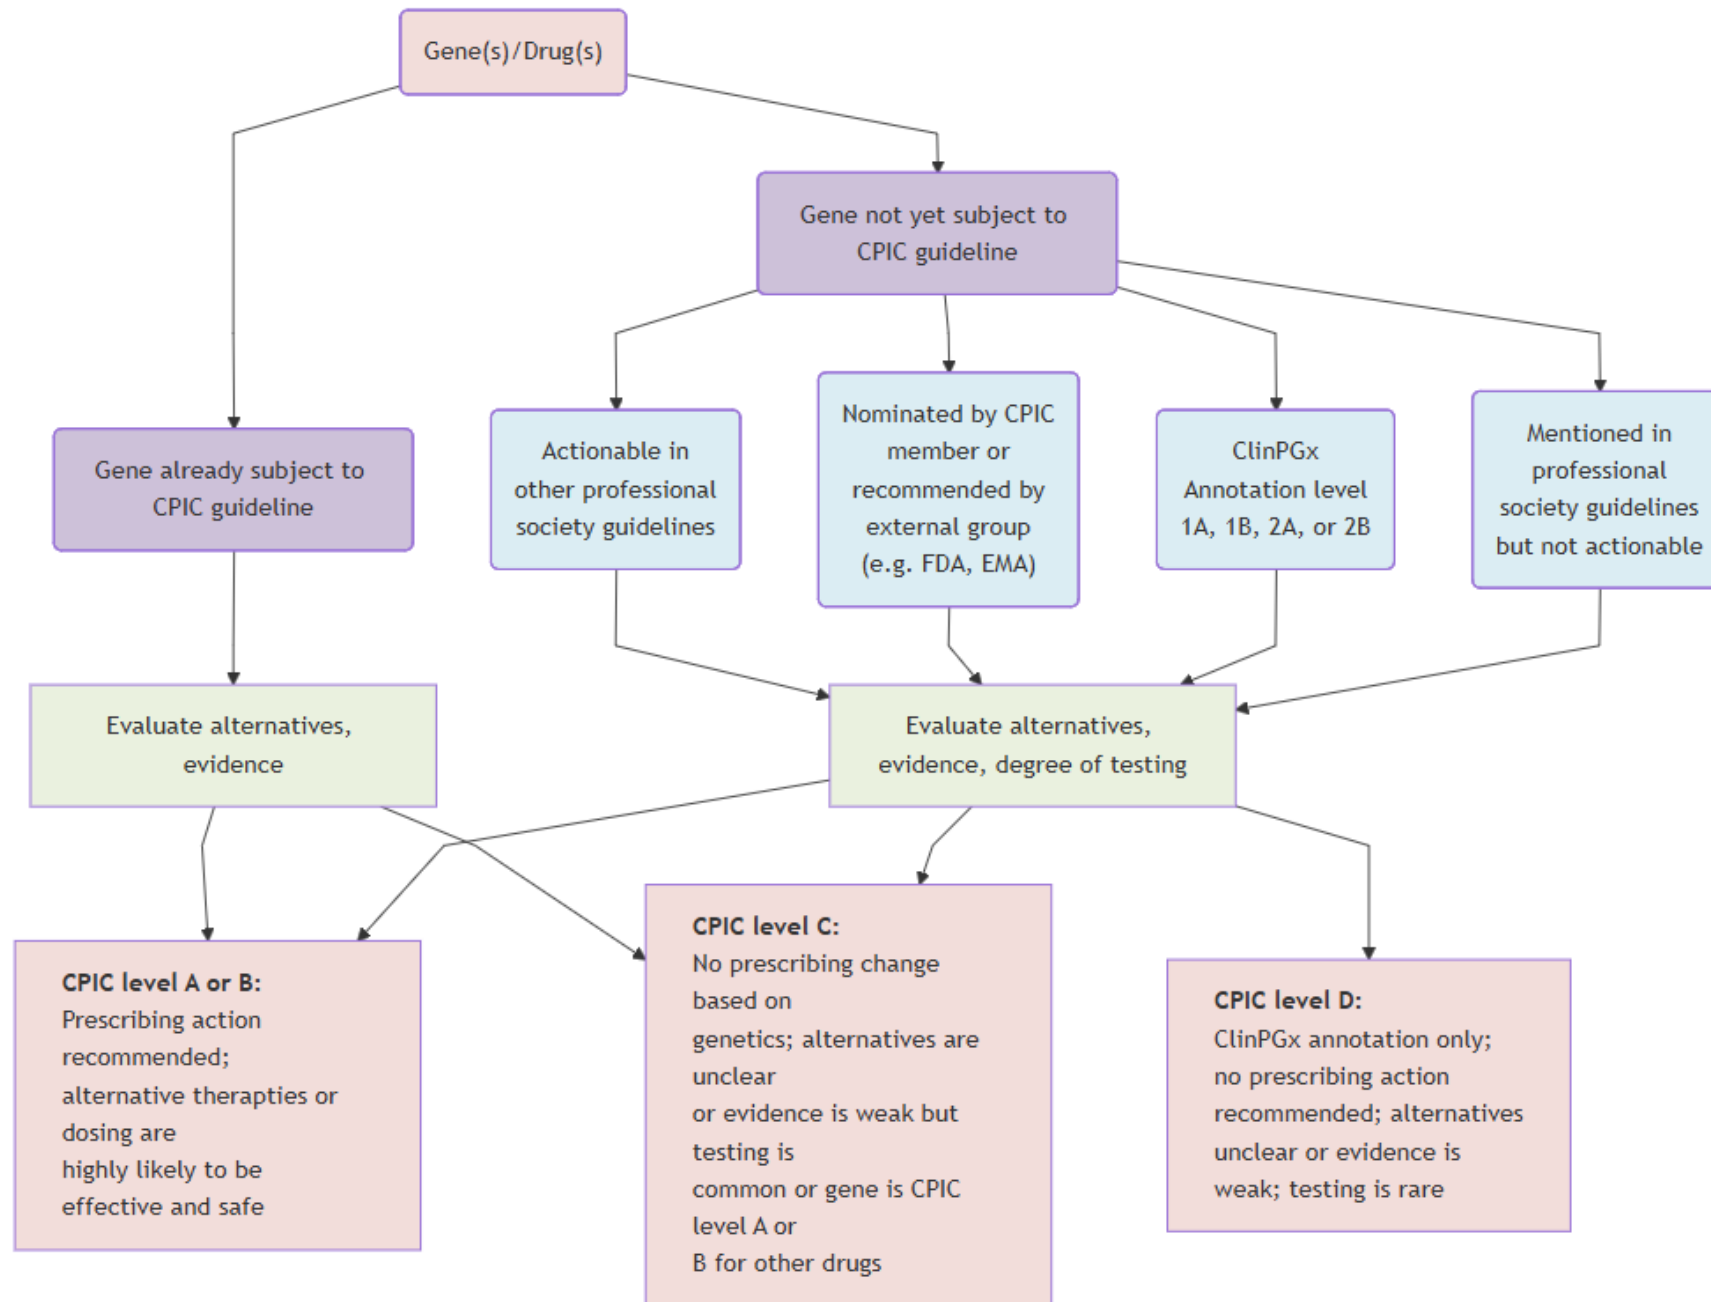 Gene(s)/Drug(s)
Gene not yet subject to
CPIC guideline
Gene already subject to
CPIC guideline
Actionable in
other professional
society guidelines
Nominated by CPIC
member or
recommended by
external group
(e.g. FDA, EMA)
ClinPGx
Annotation level
1A, 1B, 2A, or 2B
Mentioned in
professional
society guidelines
but not actionable
Evaluate alternatives,
evidence
Evaluate alternatives,
evidence, degree of testing
CPIC level A or B:
Prescribing action
recommended;
alternative therapties or
dosing are
highly likely to be
effective and safe
CPIC level C:
No prescribing change
based on
genetics; alternatives are
unclear
or evidence is weak but
testing is
common or gene is CPIC
level A or
B for other drugs
CPIC level D:
ClinPGx annotation only;
no prescribing action
recommended; alternatives
unclear or evidence is
weak; testing is rare